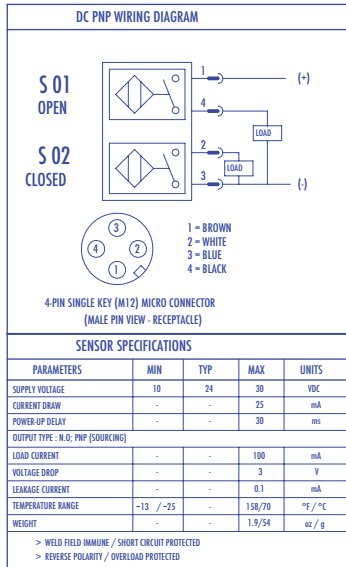 DC PNP WIRING DIAGRAM
S 01
OPEN
1
(+)
4
LOAD
S 02
CLOSED
2
LOAD
3
(-)
3
4
2
1
1 = BROWN
2 = WHITE
3 = BLUE
4 = BLACK
4-PIN SINGLE KEY (M12) MICRO CONNECTOR
(MALE PIN VIEW - RECEPTACLE)
SENSOR SPECIFICATIONS
PARAMETERS MIN TYP MAX UNITS
SUPPLY VOLTAGE 10 24 30 VDC
CURRENT DRAW - - 25 mA
POWER-UP DELAY - - 30 ms
OUTPUT TYPE : N.O; PNP (SOURCING)
LOAD CURRENT - - 100 mA
VOLTAGE DROP - - 3 V
LEAKAGE CURRENT - - 0.1 mA
TEMPERATURE RANGE -13 / -25 - 158/70 °F / °C
WEIGHT - - 1.9/54 oz / g
> WELD FIELD IMMUNE / SHORT CIRCUIT PROTECTED
> REVERSE POLARITY / OVERLOAD PROTECTED